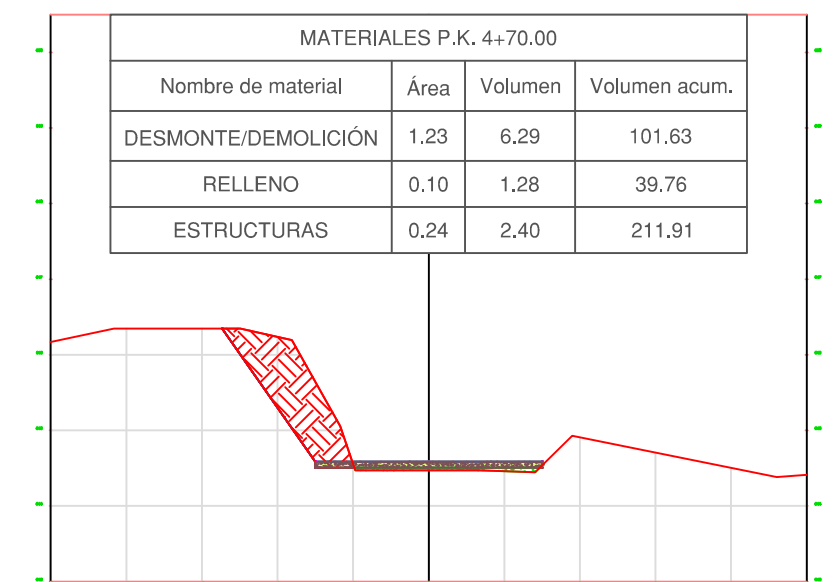 MATERIALES P.K. 4+70.00
Nombre de material Área Volumen Volumen acum.
DESMONTE/DEMOLICIÓN 1.23 6.29 101.63
RELLENO 0.10 1.28 39.76
ESTRUCTURAS 0.24 2.40 211.91